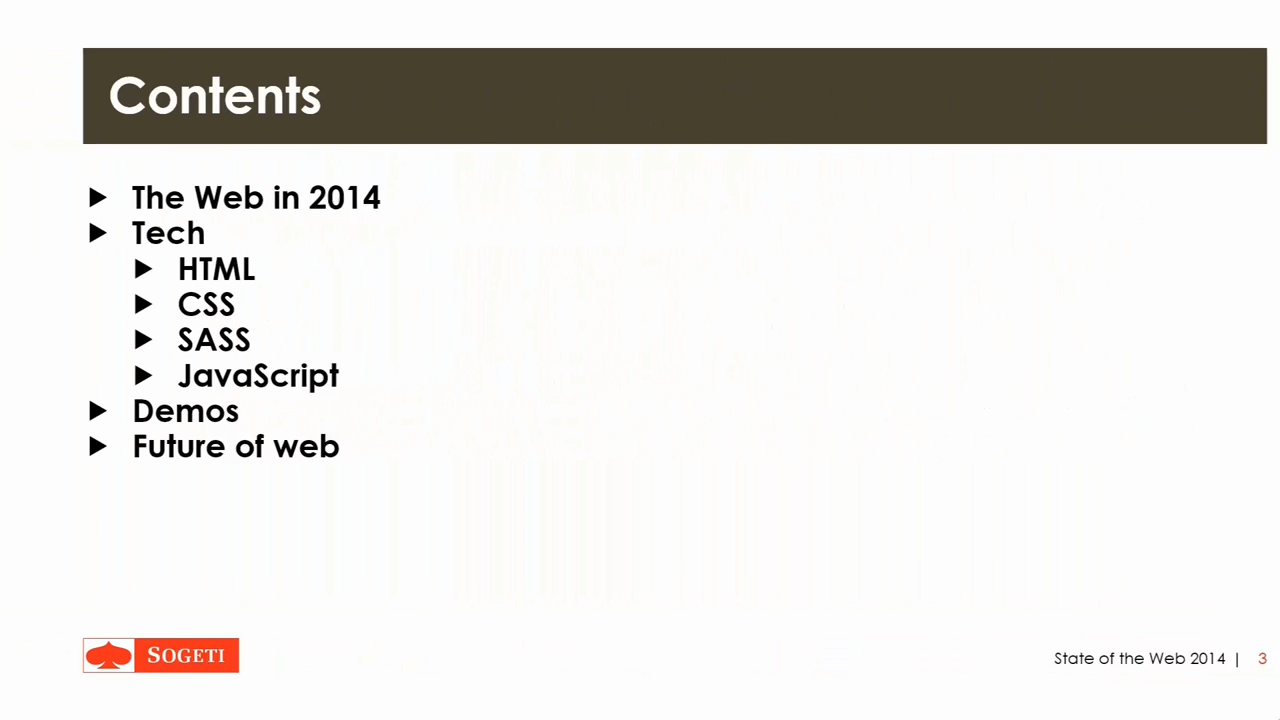 Contents
The Web in 2014
Tech
HTML
CSS
SASS
JavaScript
Demos
Future of web
SOGETI
State of the Web 2014 | 3